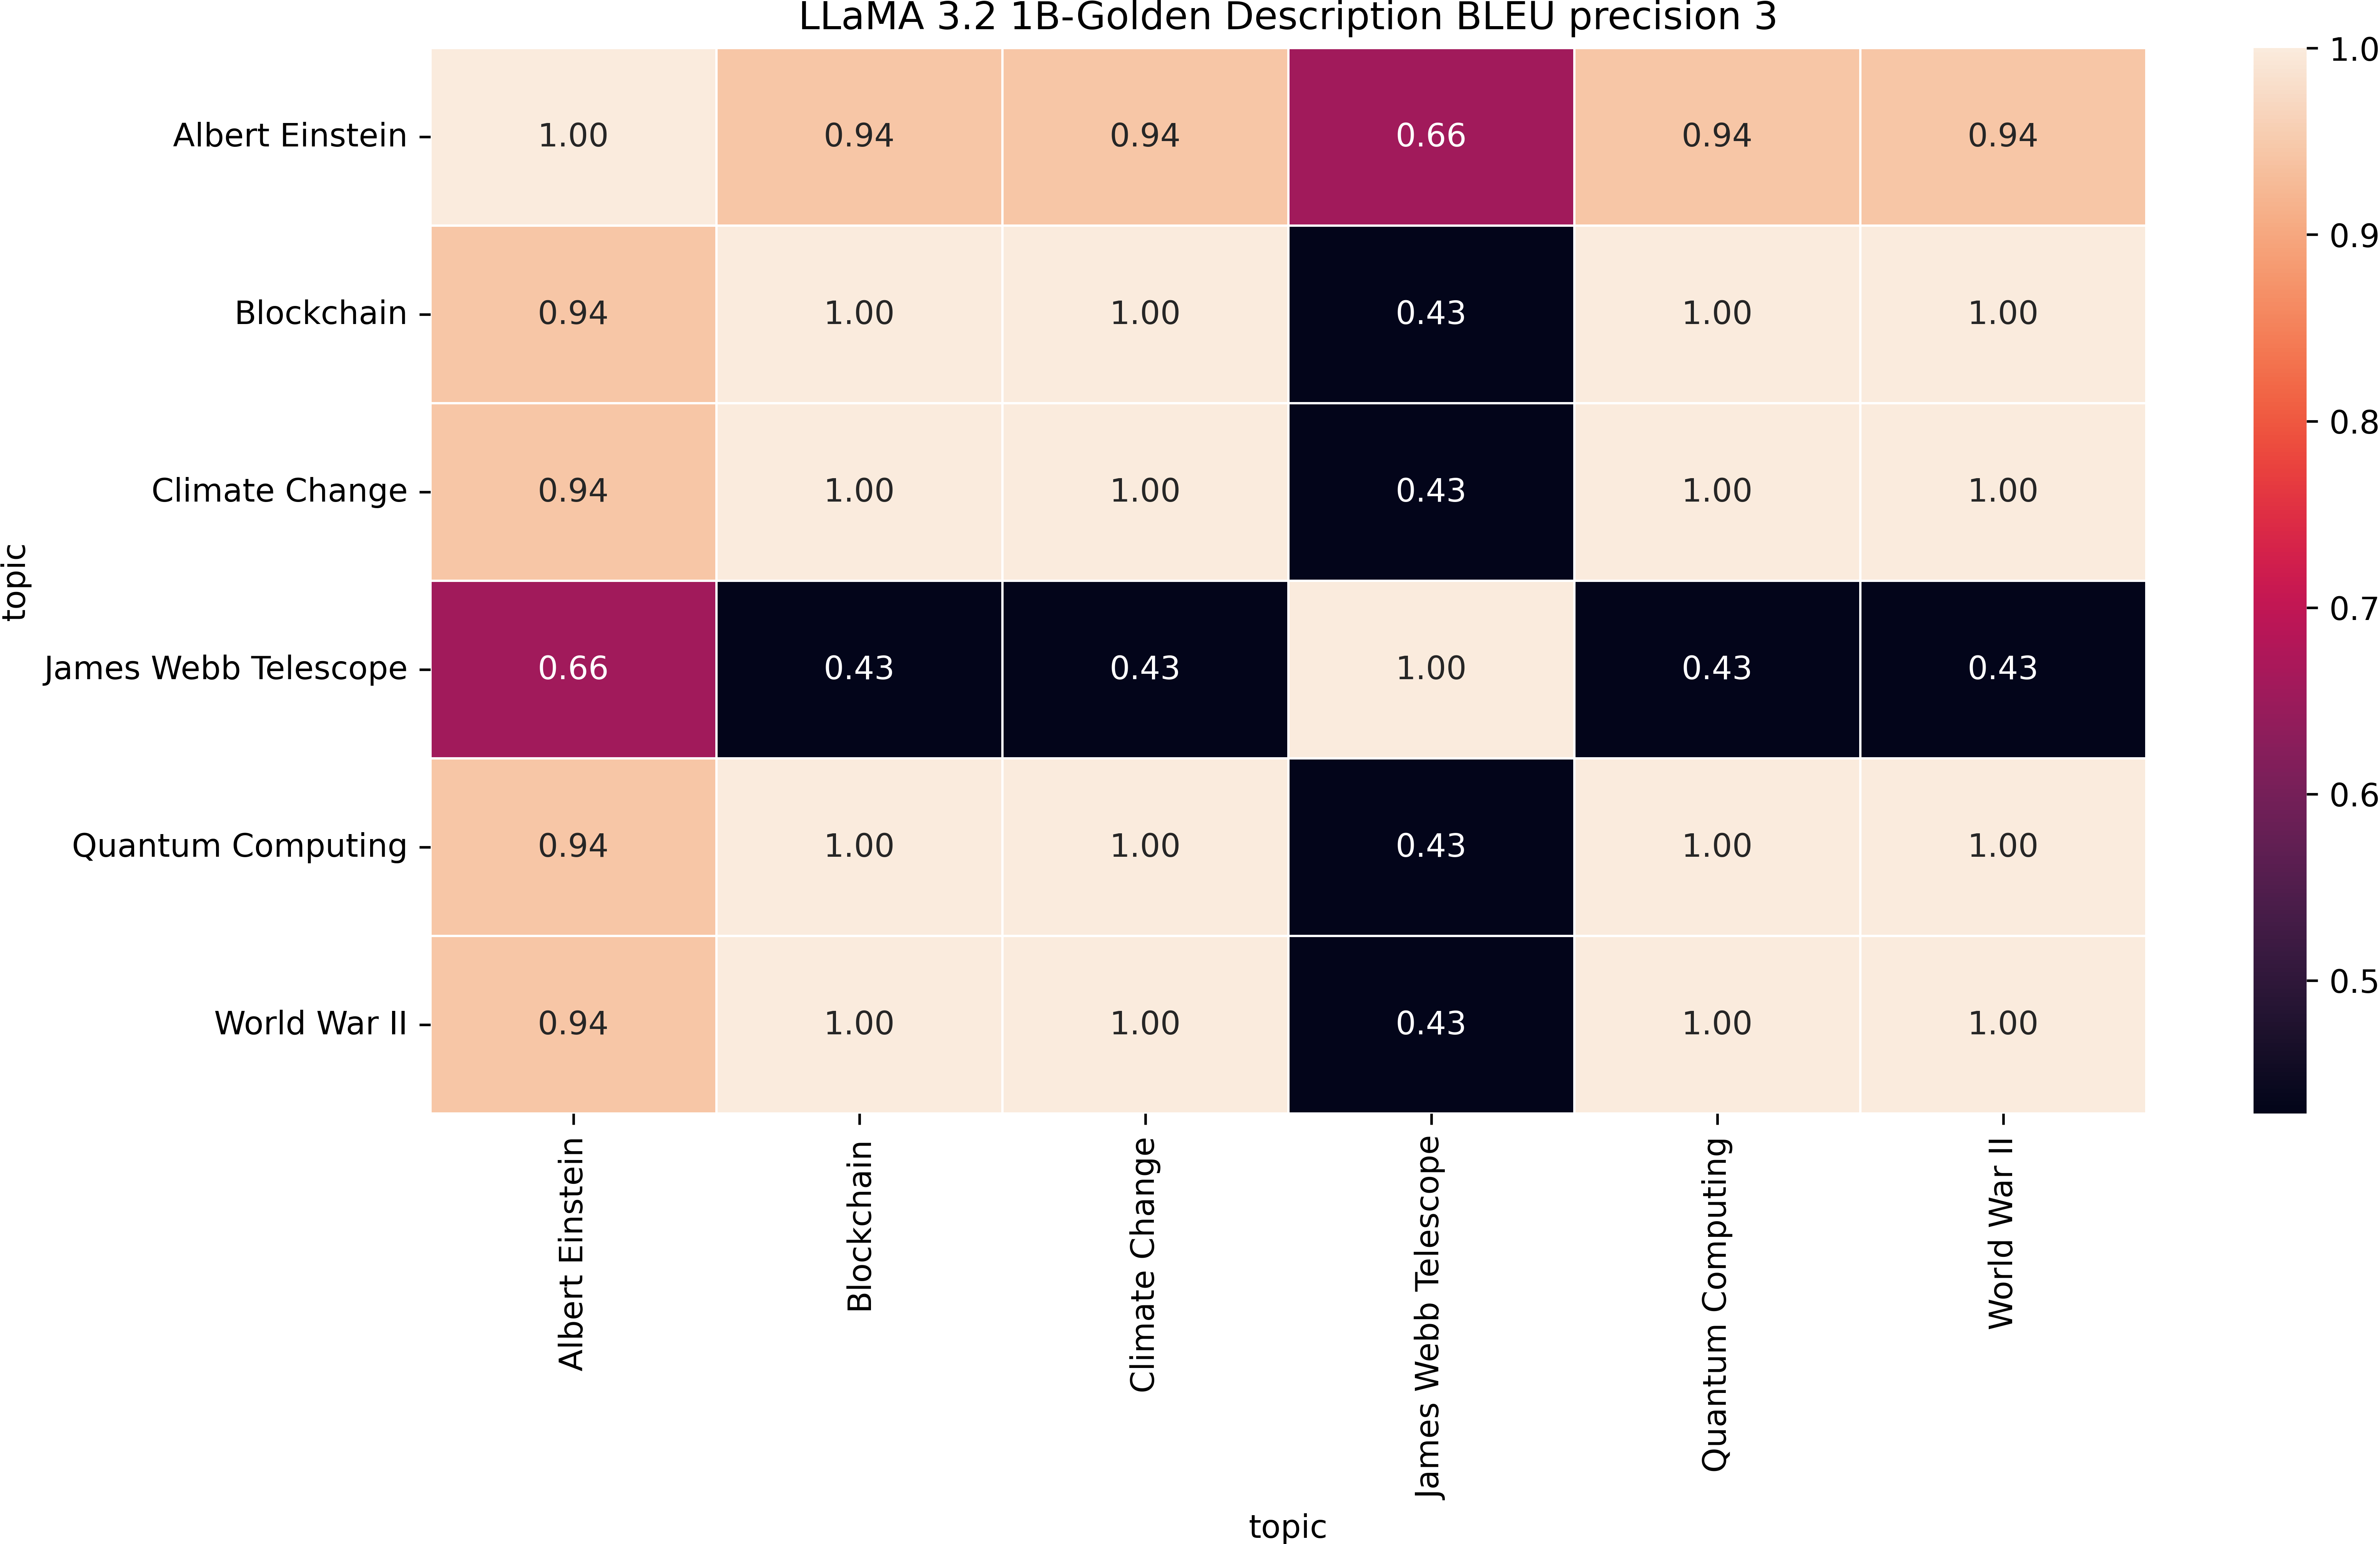 LLaMA 3.2 1B-Golden Description BLEU precision 3
Albert Einstein 1.00 0.94 0.94 0.66 0.94 0.94
Blockchain 0.94 1.00 1.00 0.43 1.00 1.00
Climate Change 0.94 1.00 1.00 0.43 1.00 1.00
James Webb Telescope 0.66 0.43 0.43 1.00 0.43 0.43
Quantum Computing 0.94 1.00 1.00 0.43 1.00 1.00
World War II 0.94 1.00 1.00 0.43 1.00 1.00
topic
Albert Einstein
Blockchain
Climate Change
James Webb Telescope
Quantum Computing
World War II
topic
1.0
0.9
0.8
0.7
0.6
0.5